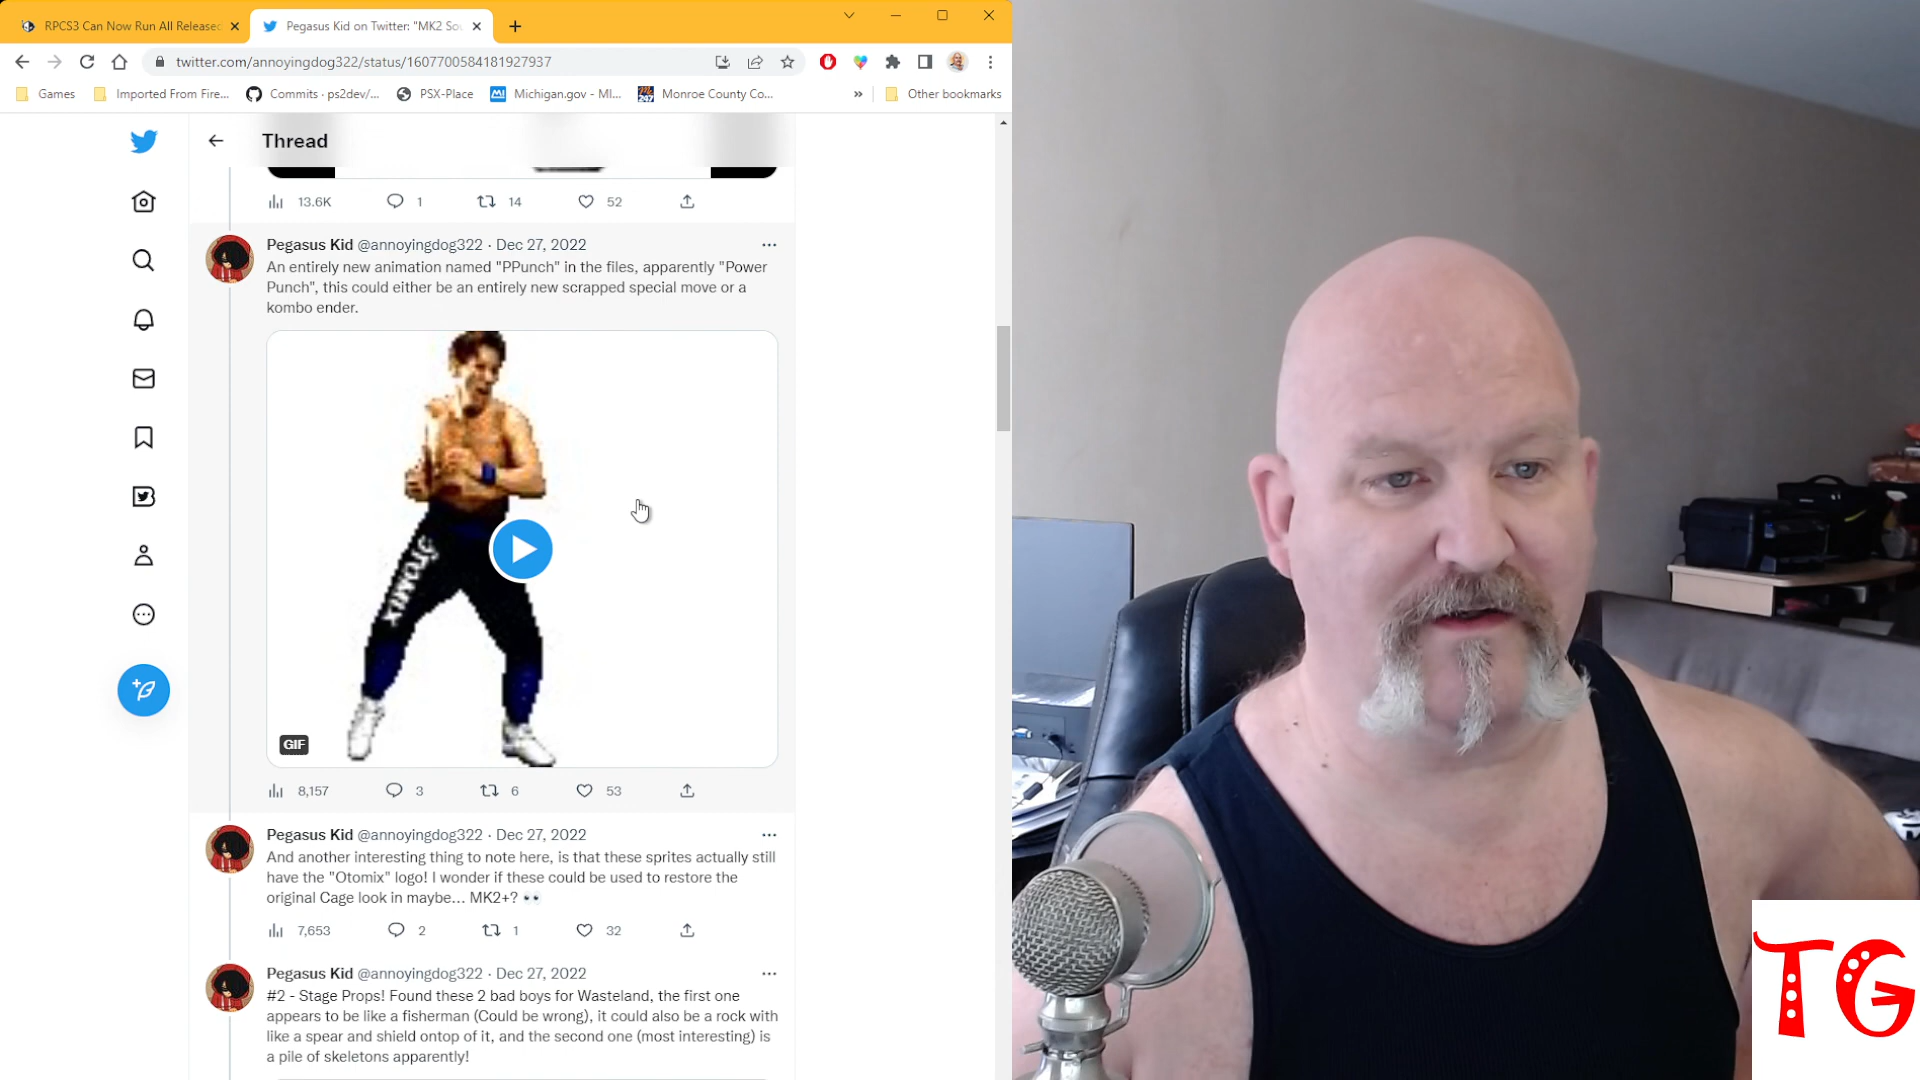 RPCS3 Can Now Run All Released
Pegasus Kid on Twitter: "MK2 Sou
twitter.com/annoyingdog322/status/1607700584181927937
Games
Imported From Fire...
Commits · ps2dev/...
PSX-Place
Michigan.gov - MI...
Monroe County Co...
»
Other bookmarks
Thread
13.6K 1 14 52
Pegasus Kid @annoyingdog322 · Dec 27, 2022
An entirely new animation named "PPunch" in the files, apparently "Power
Punch", this could either be an entirely new scrapped special move or a
kombo ender.
OTOMIX
GIF
8,157 3 6 53
Pegasus Kid @annoyingdog322 · Dec 27, 2022
And another interesting thing to note here, is that these sprites actually still
have the "Otomix" logo! I wonder if these could be used to restore the
original Cage look in maybe... MK2+? 👀
7,653 2 1 32
Pegasus Kid @annoyingdog322 · Dec 27, 2022
#2 - Stage Props! Found these 2 bad boys for Wasteland, the first one
appears to be like a fisherman (Could be wrong), it could also be a rock with
like a spear and shield ontop of it, and the second one (most interesting) is
a pile of skeletons apparently!
TG